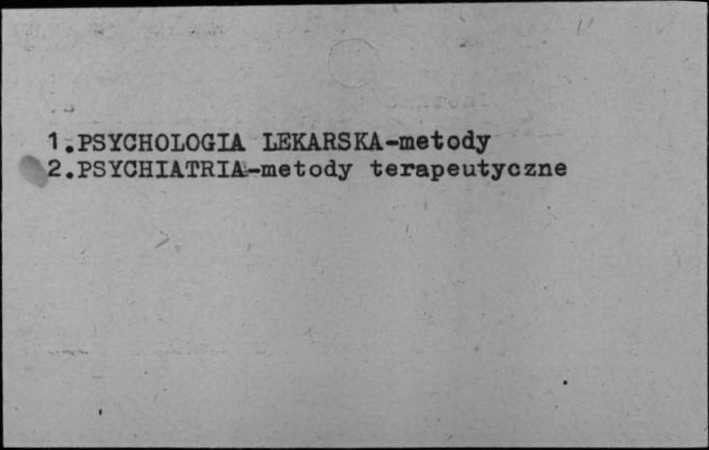 1.PSYCHOLOGIA LEKARSKA-metody
2.PSYCHIATRIA-metody terapeutyczne